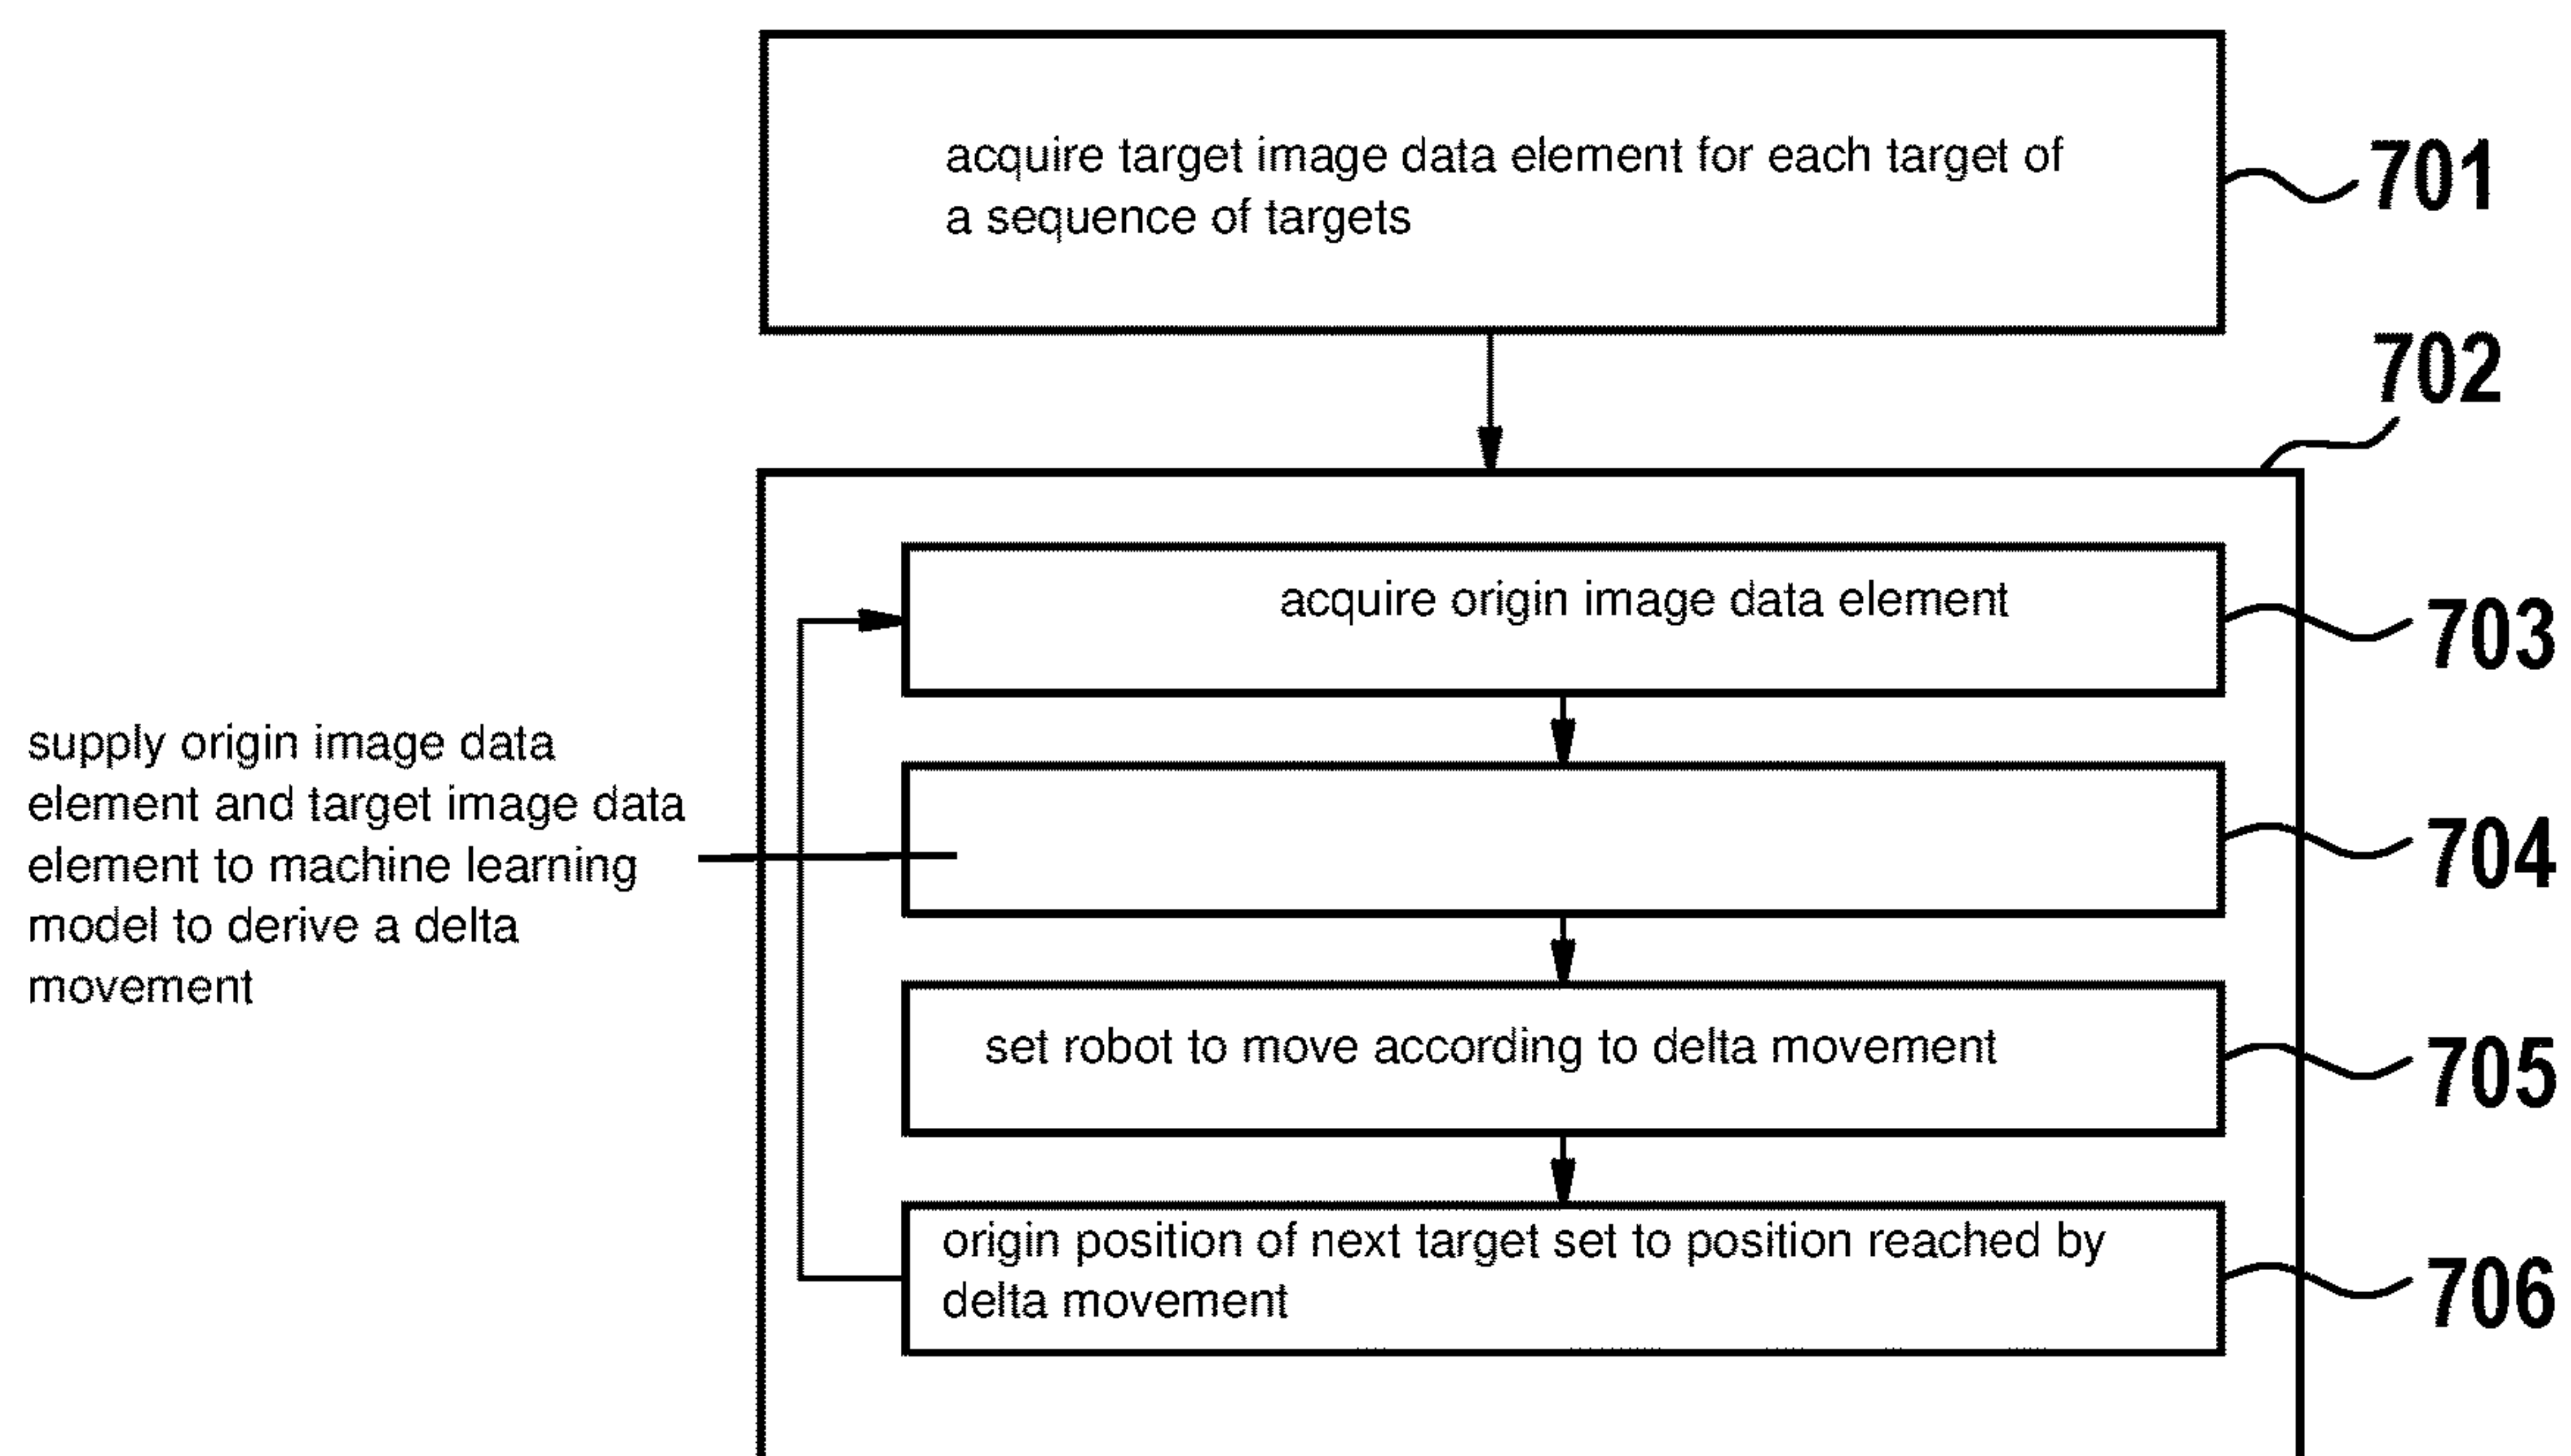 acquire target image data element for each target of
a sequence of targets
701
702
acquire origin image data element
703
supply origin image data
element and target image data
element to machine learning
model to derive a delta
movement
704
set robot to move according to delta movement
705
origin position of next target set to position reached by
delta movement
706